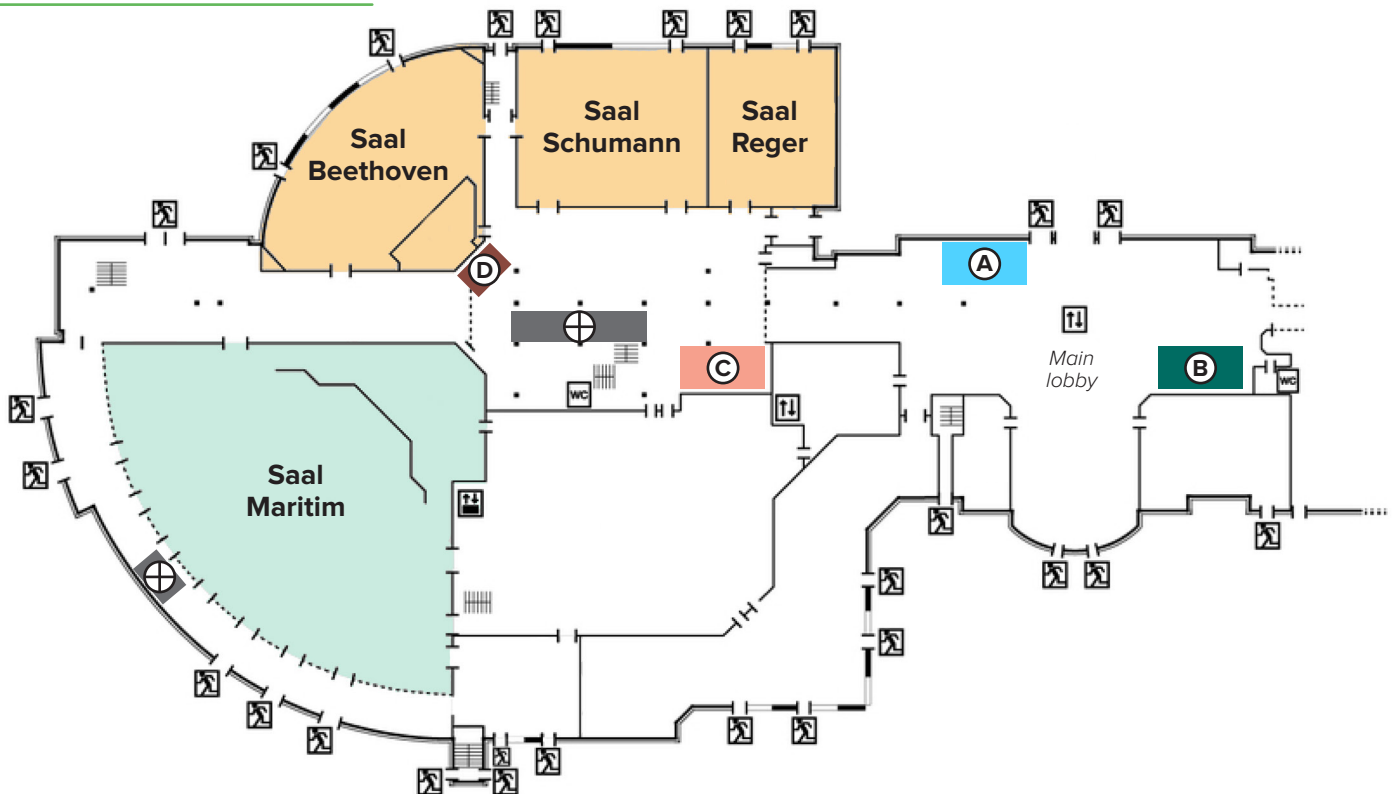 Saal
Beethoven
Saal
Schumann
Saal
Reger
D
A
C
B
Main
lobby
WC
WC
Saal
Maritim